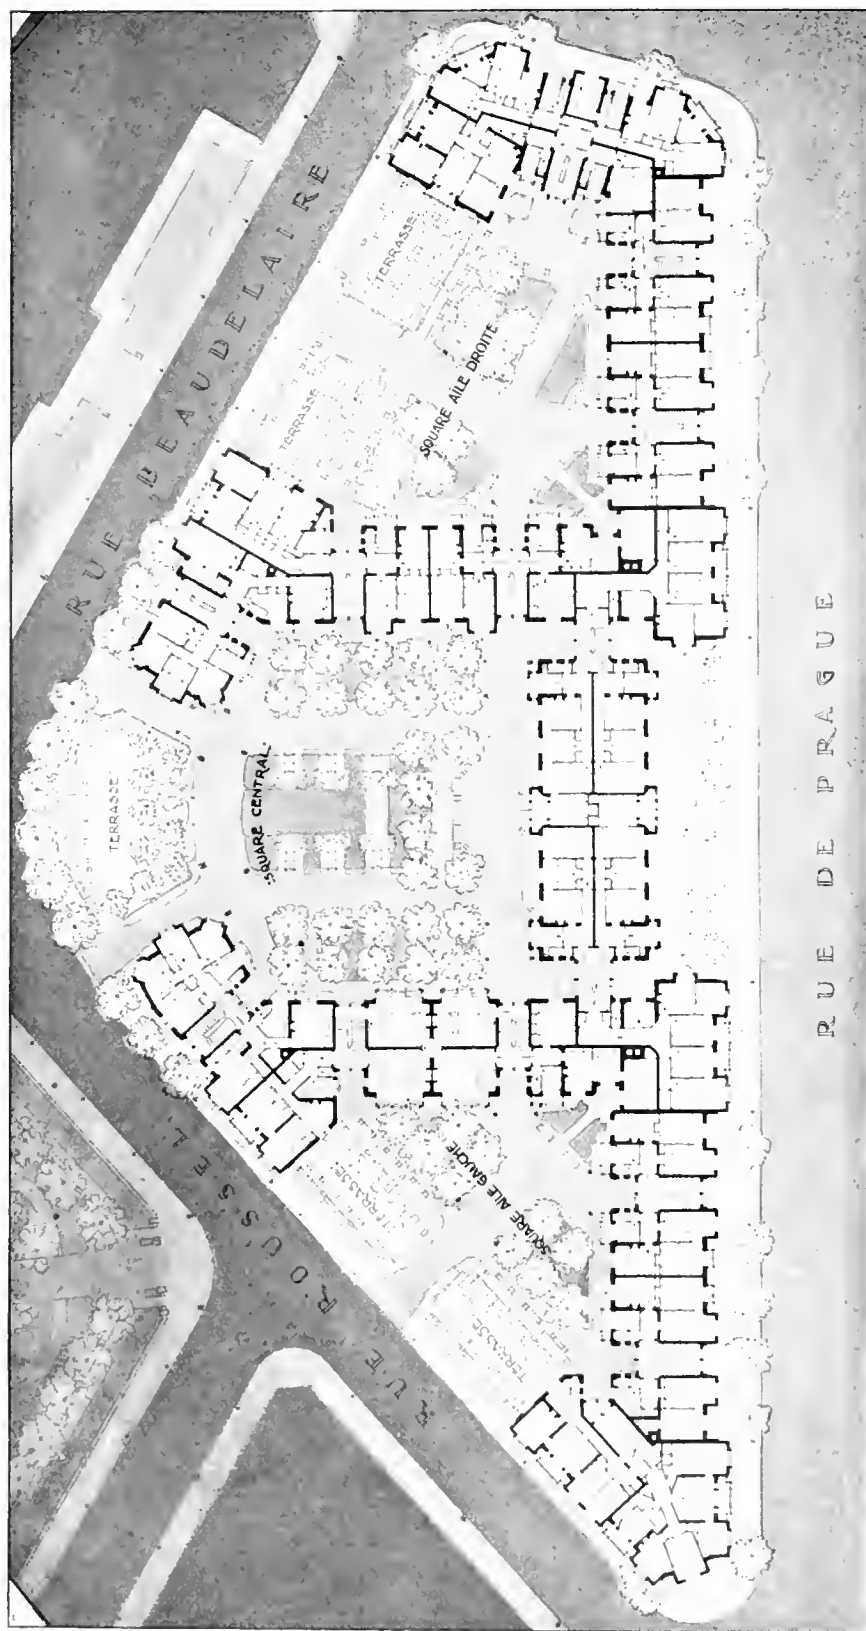 RUE BEAUDELAIRE
TERRASSE
TERRASSE
SQUARE AILE DROITE
TERRASSE
SQUARE CENTRAL
RUE DE PRAGUE
RUE ROUSSEL
TERRASSE
SQUARE AILE GAUCHE
TERRASSE